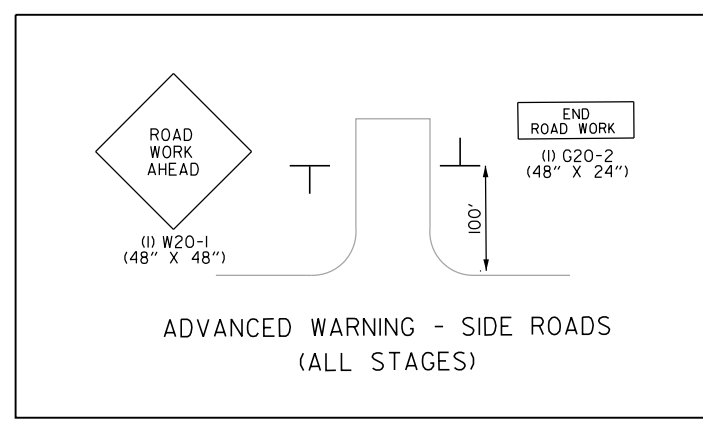 ROAD
WORK
AHEAD
(1) W20-1
(48" X 48")
END
ROAD WORK
(1) G20-2
(48" X 24")
100'
ADVANCED WARNING - SIDE ROADS
(ALL STAGES)